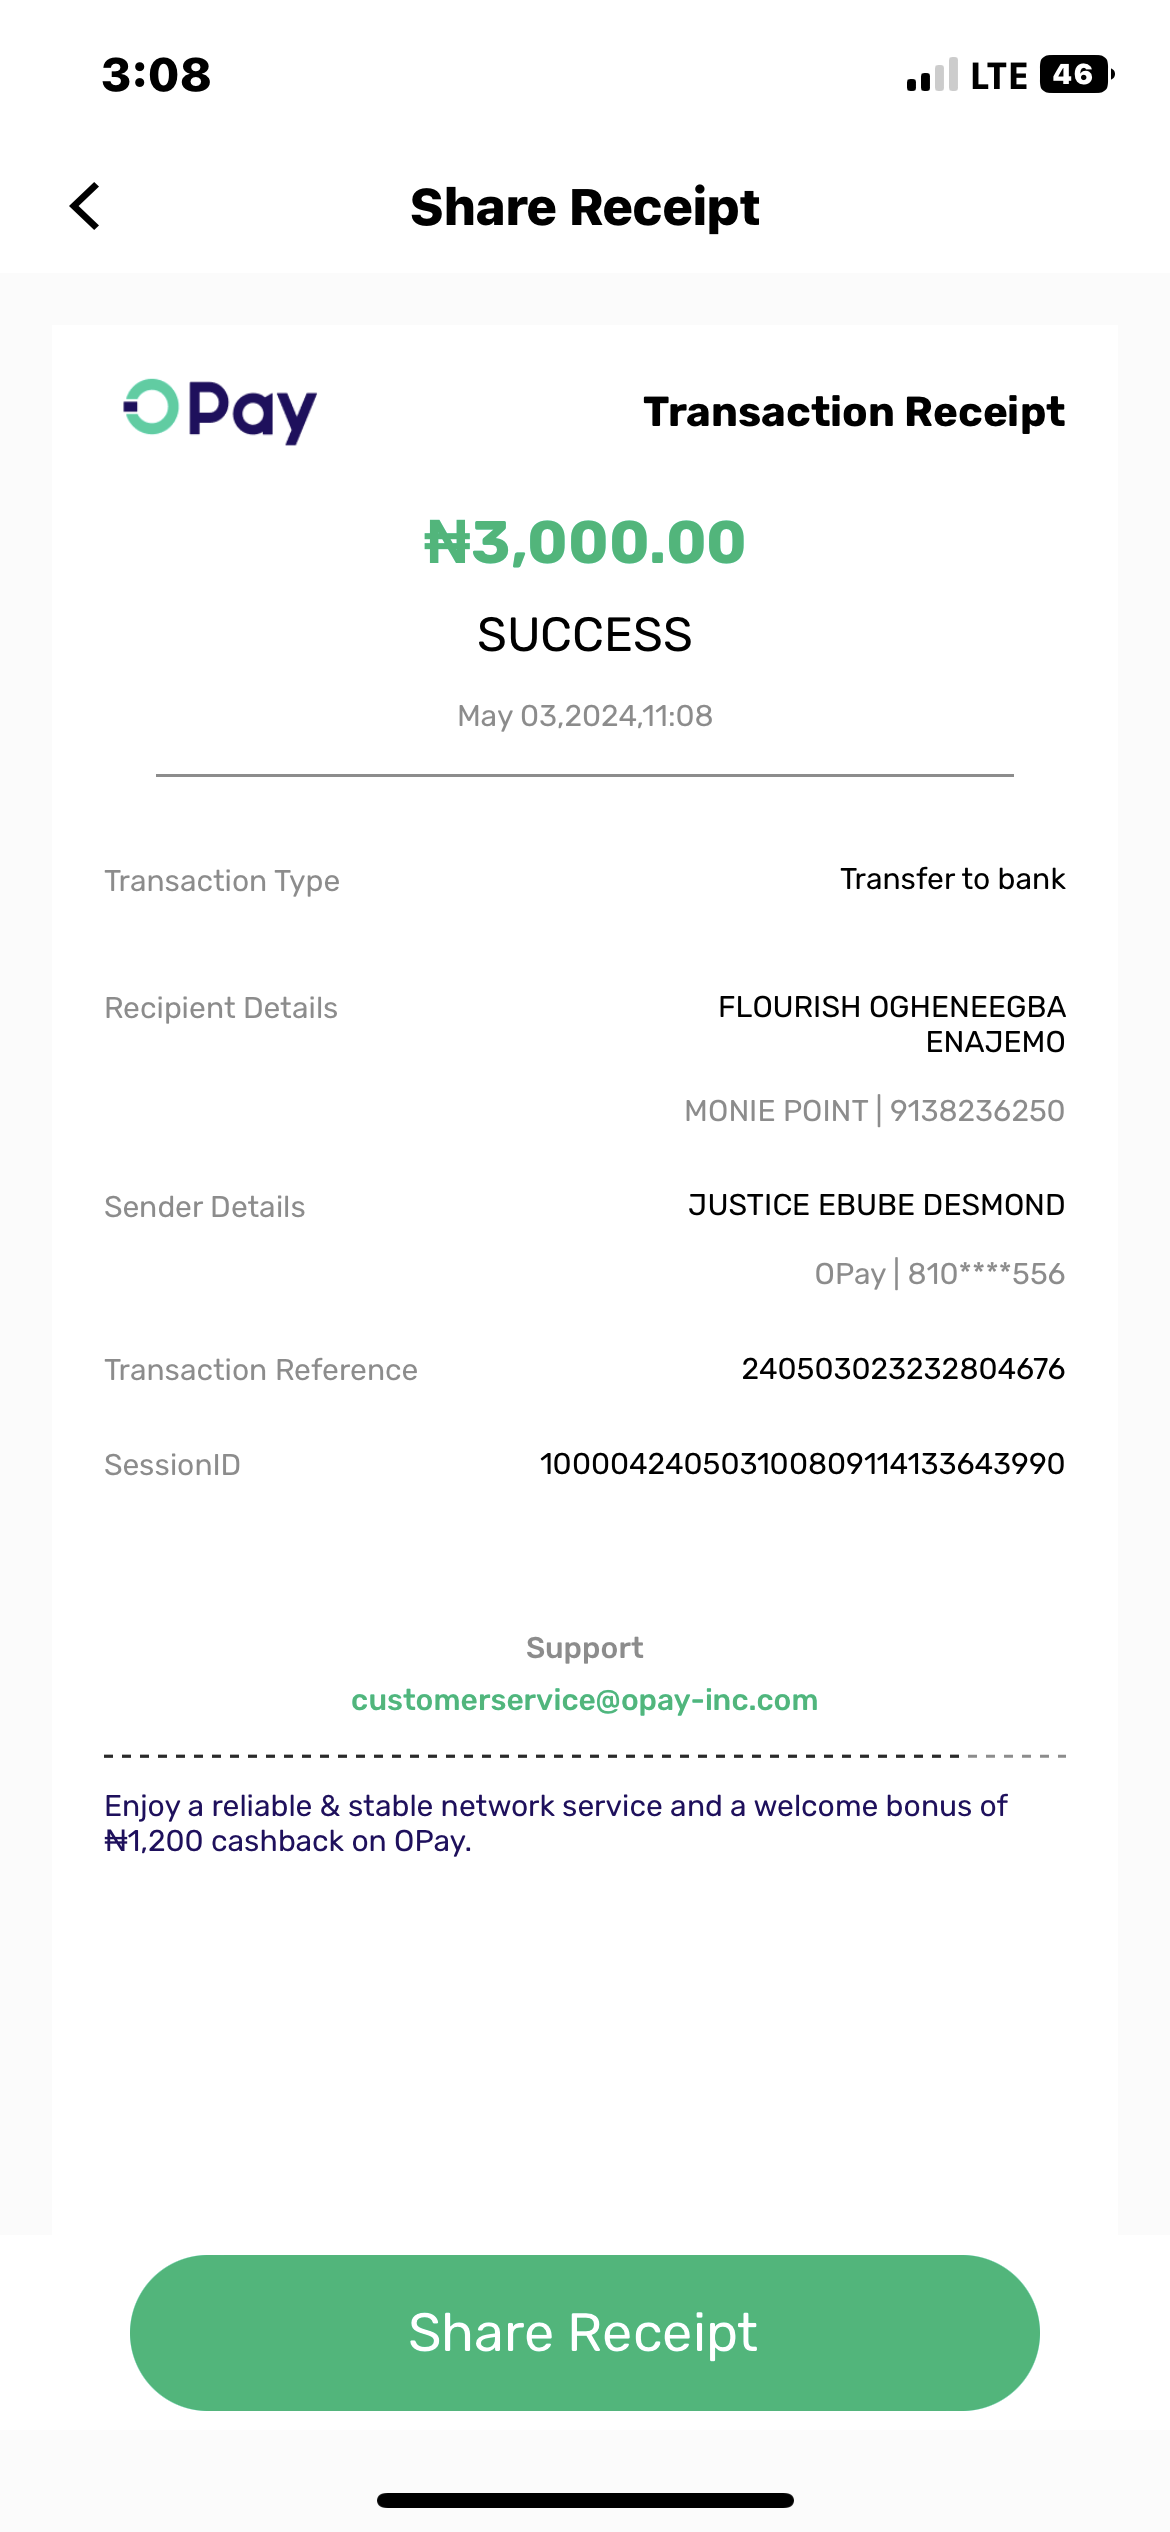 3:08
LTE 46
Share Receipt
OPay
Transaction Receipt
₦3,000.00
SUCCESS
May 03,2024,11:08
Transaction Type
Transfer to bank
Recipient Details
FLOURISH OGHENEEGBA
ENAJEMO
MONIE POINT | 9138236250
Sender Details
JUSTICE EBUBE DESMOND
OPay | 810****556
Transaction Reference
240503023232804676
SessionID
100004240503100809114133643990
Support
customerservice@opay-inc.com
Enjoy a reliable & stable network service and a welcome bonus of
₦1,200 cashback on OPay.
Share Receipt